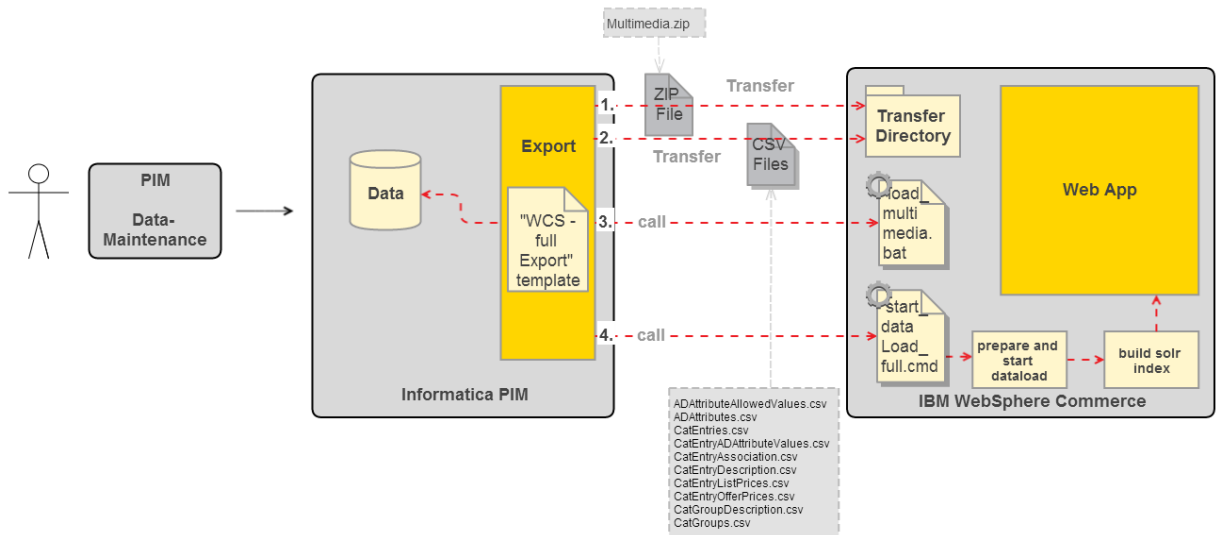 Multimedia.zip
ZIP
File
Transfer
1.
2.
Transfer
CSV
Files
PIM
Data-
Maintenance
Data
Export
"WCS -
full
Export"
template
3.
call
4.
call
Informatica PIM
Transfer
Directory
load_
multi
media.
bat
start_
data
Load_
full.cmd
prepare and
start
dataload
build solr
index
Web App
IBM WebSphere Commerce
ADAttributeAllowedValues.csv
ADAttributes.csv
CatEntries.csv
CatEntryADAttributeValues.csv
CatEntryAssociation.csv
CatEntryDescription.csv
CatEntryListPrices.csv
CatEntryOfferPrices.csv
CatGroupDescription.csv
CatGroups.csv